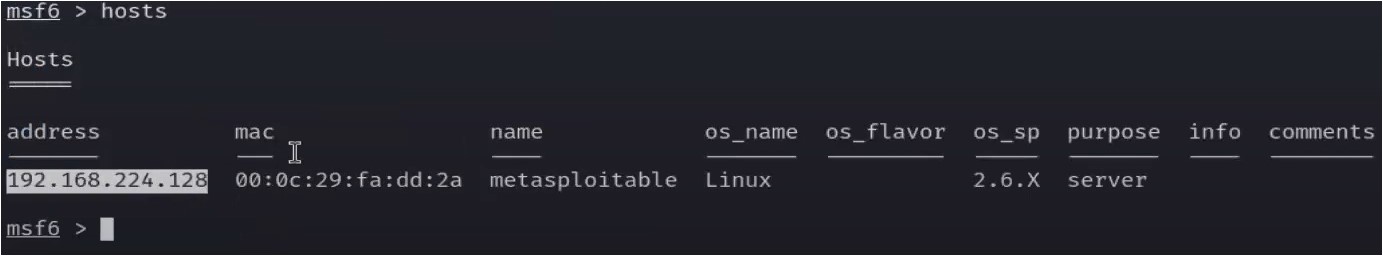 msf6 > hosts
Hosts
=====
address mac name os_name os_flavor os_sp purpose info comments
------- --- ---- ------- --------- ----- ------- ---- --------
192.168.224.128 00:0c:29:fa:dd:2a metasploitable Linux 2.6.X server
msf6 >